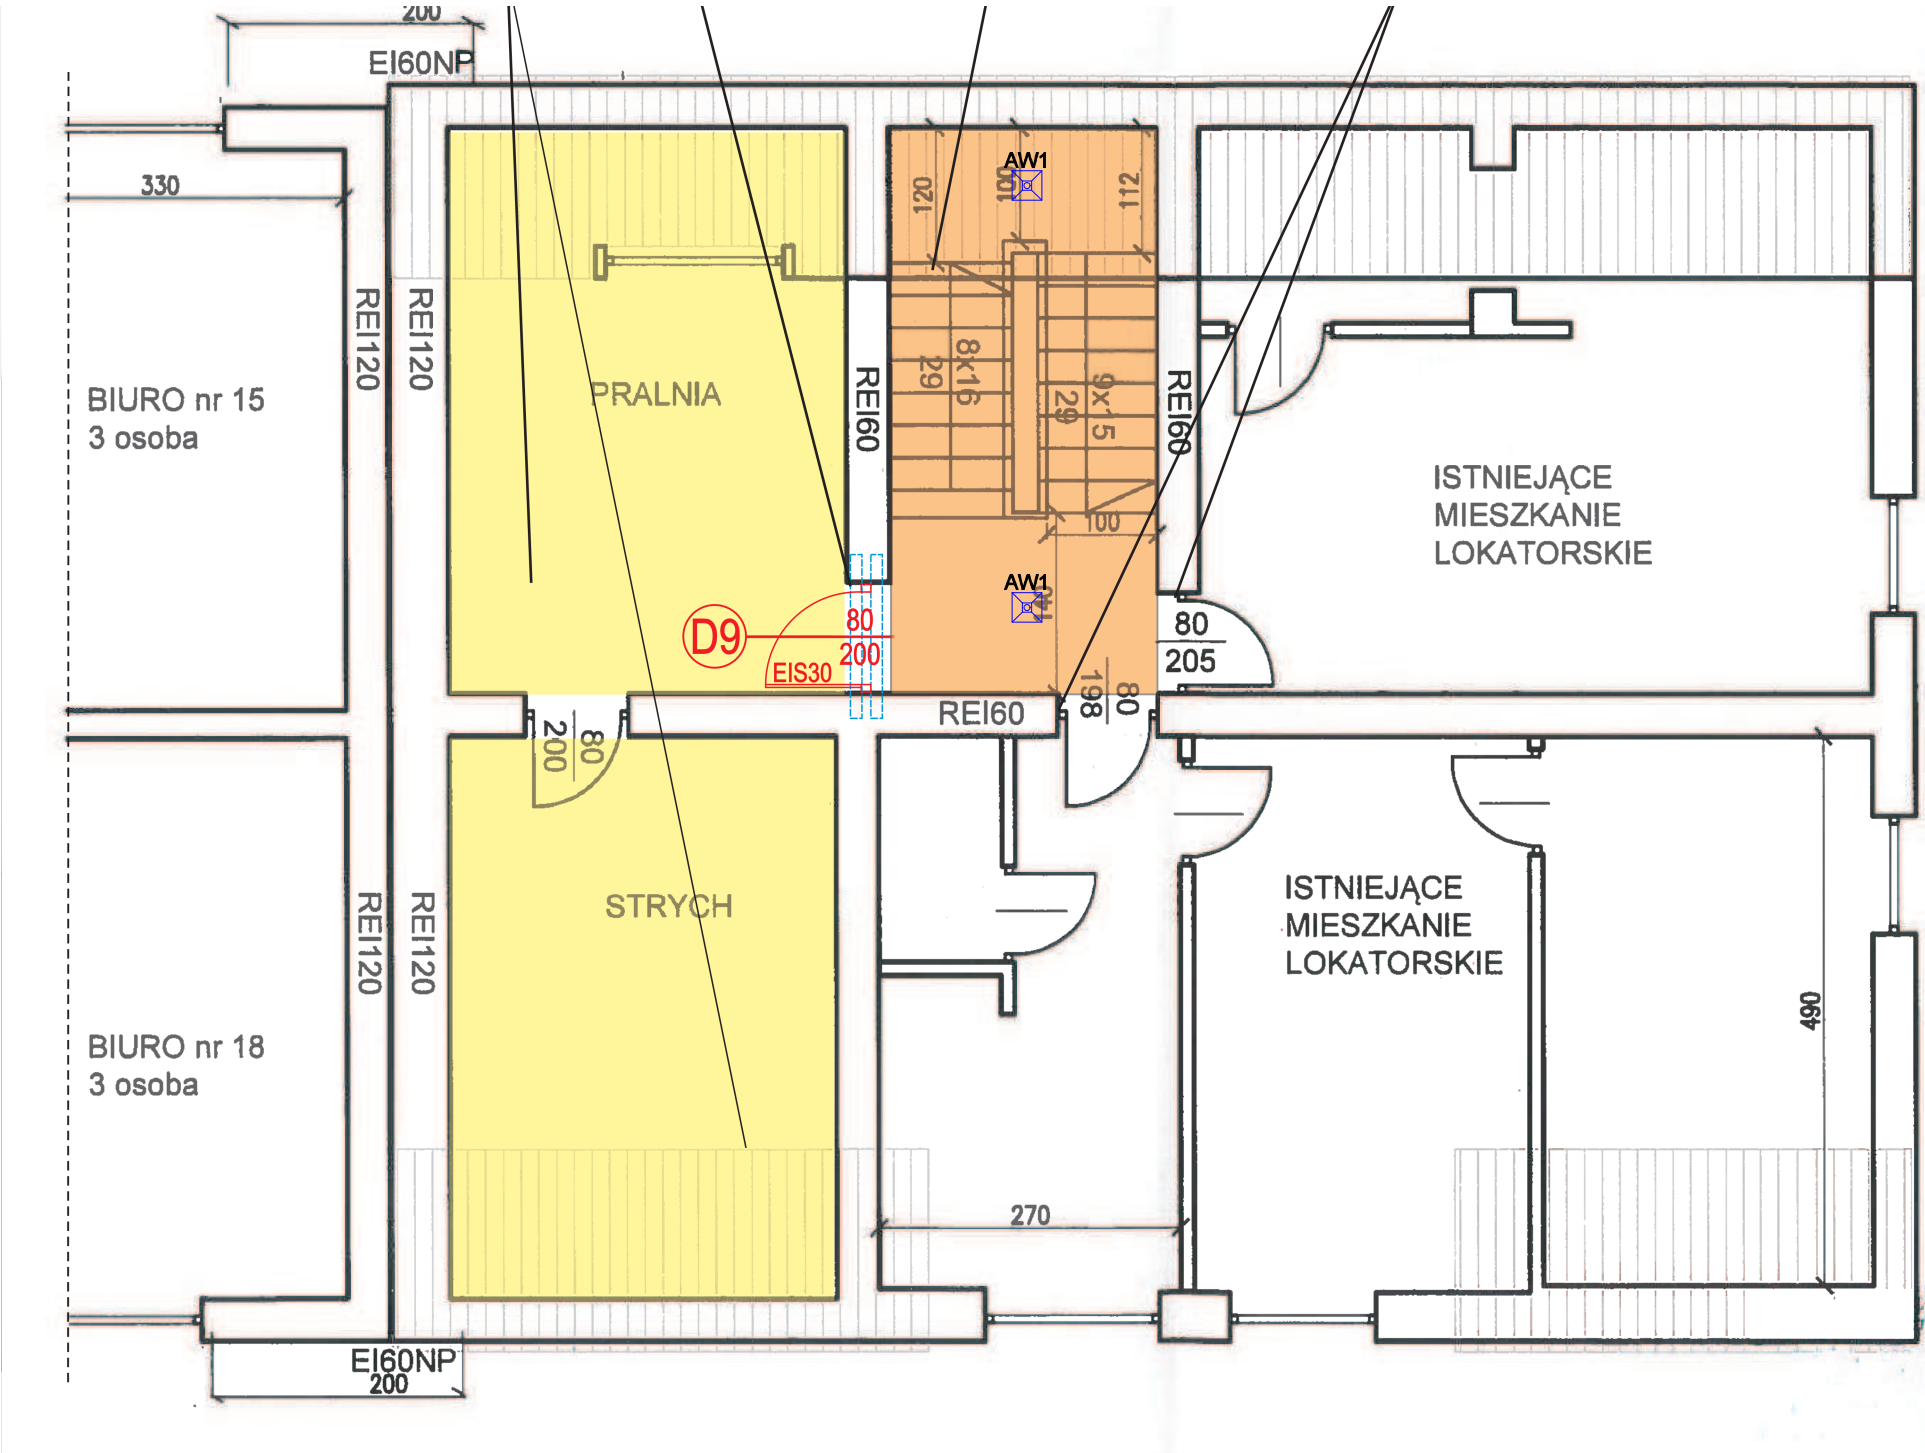 200
EI60NP
330
AW1
120
100
112
REI120
REI120
BIURO nr 15
3 osoba
PRALNIA
REI60
8x16
29
9x15
29
REI60
ISTNIEJĄCE
MIESZKANIE
LOKATORSKIE
100
AW1
140
D9
80
200
EIS30
80
205
80
198
REI60
80
200
STRYCH
REI120
REI120
ISTNIEJĄCE
MIESZKANIE
LOKATORSKIE
490
BIURO nr 18
3 osoba
270
EI60NP
200